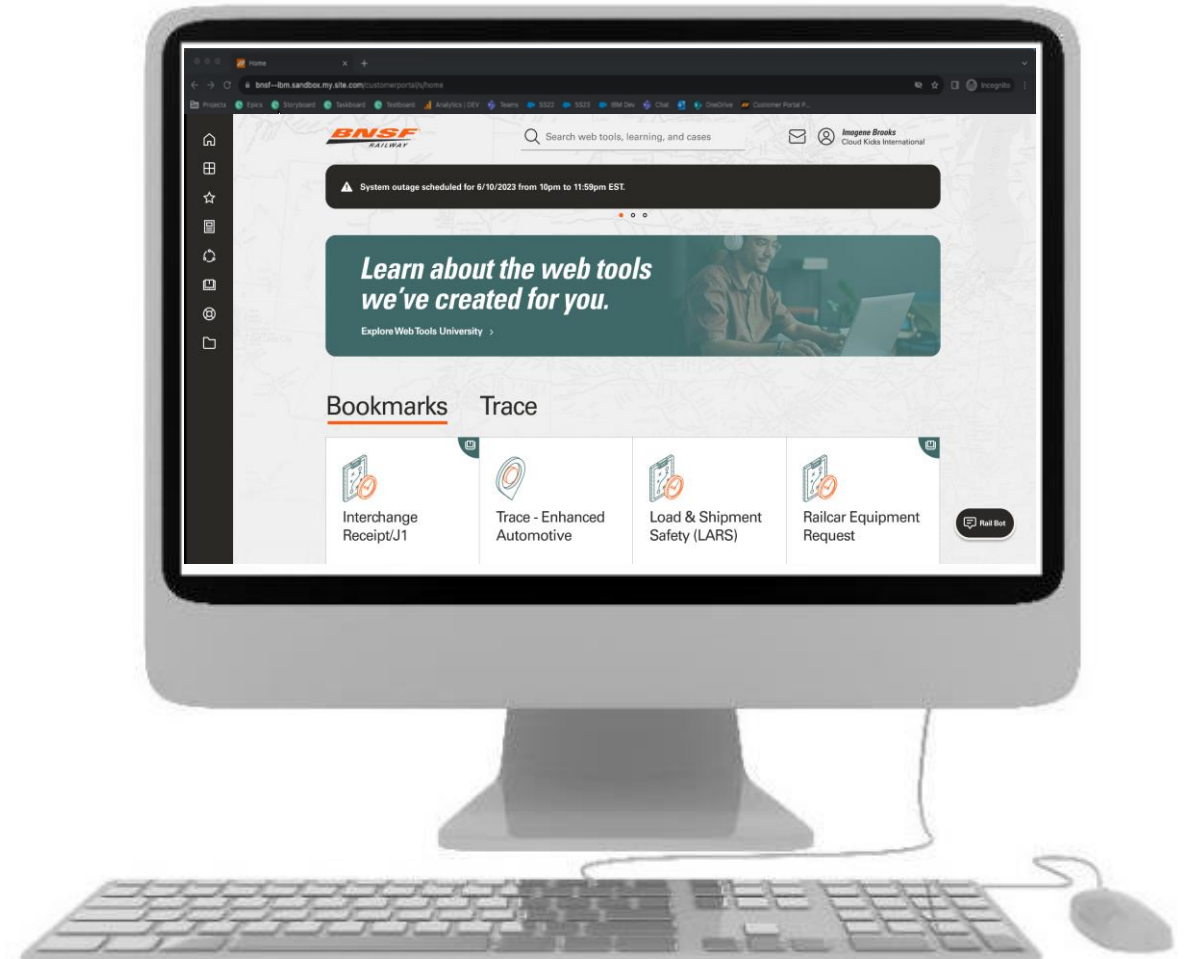 Home
bnsf--ibm.sandbox.my.site.com/customerportal/s/home
Incognito
Projects Epics Storyboard Taskboard Testboard Analytics | DEV Teams SS22 SS23 IBM Dev Chat OneDrive Customer Portal P...
BNSF
RAILWAY
Search web tools, learning, and cases
Imogene Brooks
Cloud Kicks International
System outage scheduled for 6/10/2023 from 10pm to 11:59pm EST.
Learn about the web tools
we've created for you.
Explore Web Tools University >
Bookmarks Trace
Interchange
Receipt/J1
Trace - Enhanced
Automotive
Load & Shipment
Safety (LARS)
Railcar Equipment
Request
Rail Bot